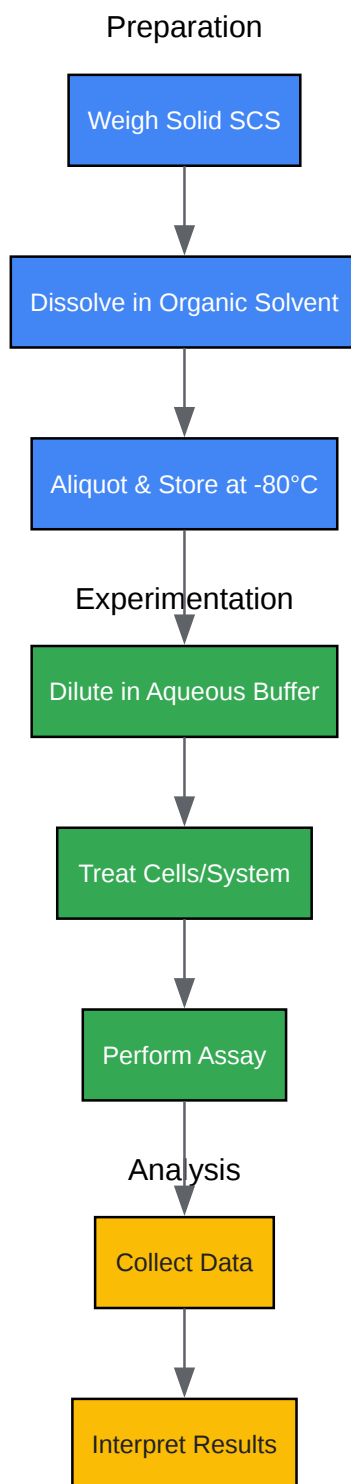 Preparation
Weigh Solid SCS
Dissolve in Organic Solvent
Aliquot & Store at -80°C
Experimentation
Dilute in Aqueous Buffer
Treat Cells/System
Perform Assay
Analysis
Collect Data
Interpret Results